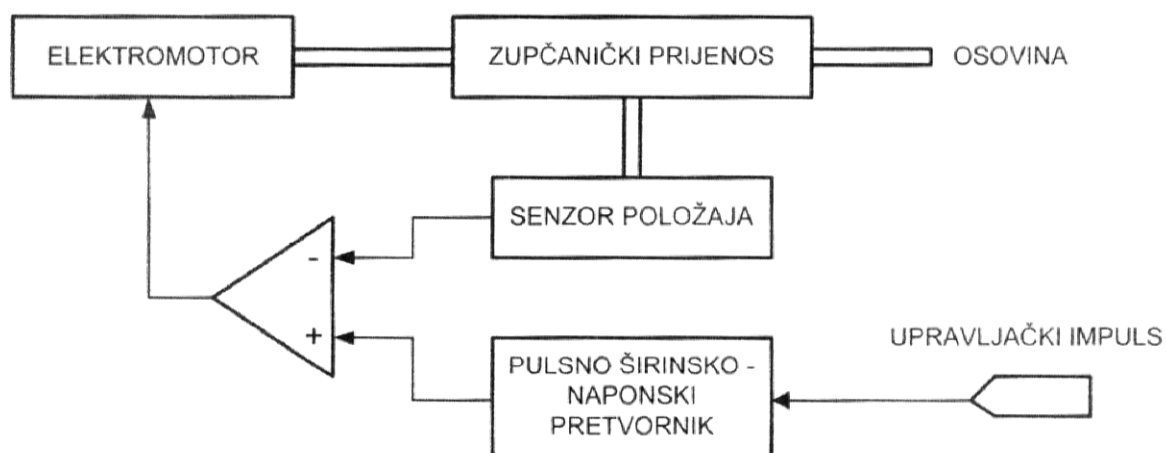 ELEKTROMOTOR
ZUPČANIČKI PRIJENOS
OSOVINA
SENZOR POLOŽAJA
-
+
UPRAVLJAČKI IMPULS
PULSNO ŠIRINSKO -
NAPONSKI
PRETVORNIK